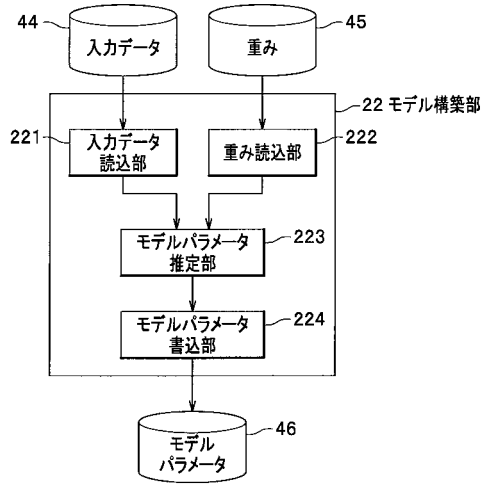 44
入力データ
45
重み
22 モデル構築部
221
入力データ
読込部
重み読込部
222
モデルパラメータ
推定部
223
モデルパラメータ
書込部
224
モデル
パラメータ
46